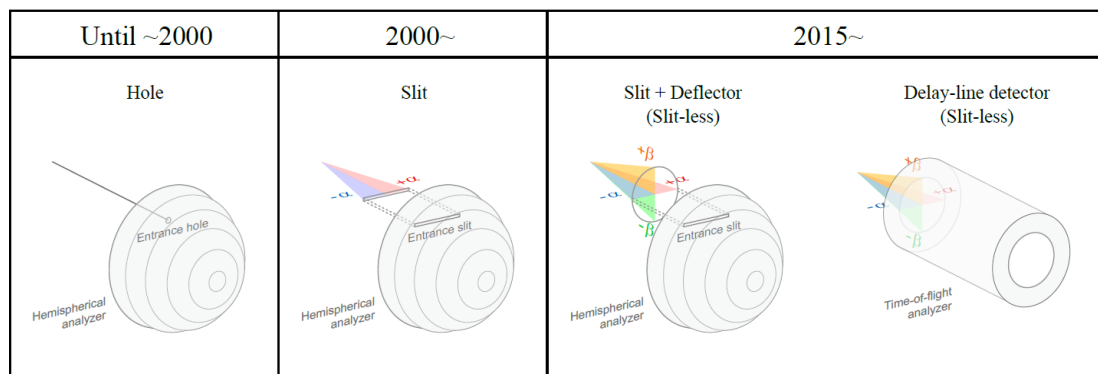 Until ~2000
2000~
2015~
Hole
Slit
Slit + Deflector
(Slit-less)
Delay-line detector
(Slit-less)
Entrance hole
Hemispherical
analyzer
+α
-α
Entrance slit
Hemispherical
analyzer
+β
+α
-α
-β
Entrance slit
Hemispherical
analyzer
+β
+α
-α
-β
Time-of-flight
analyzer